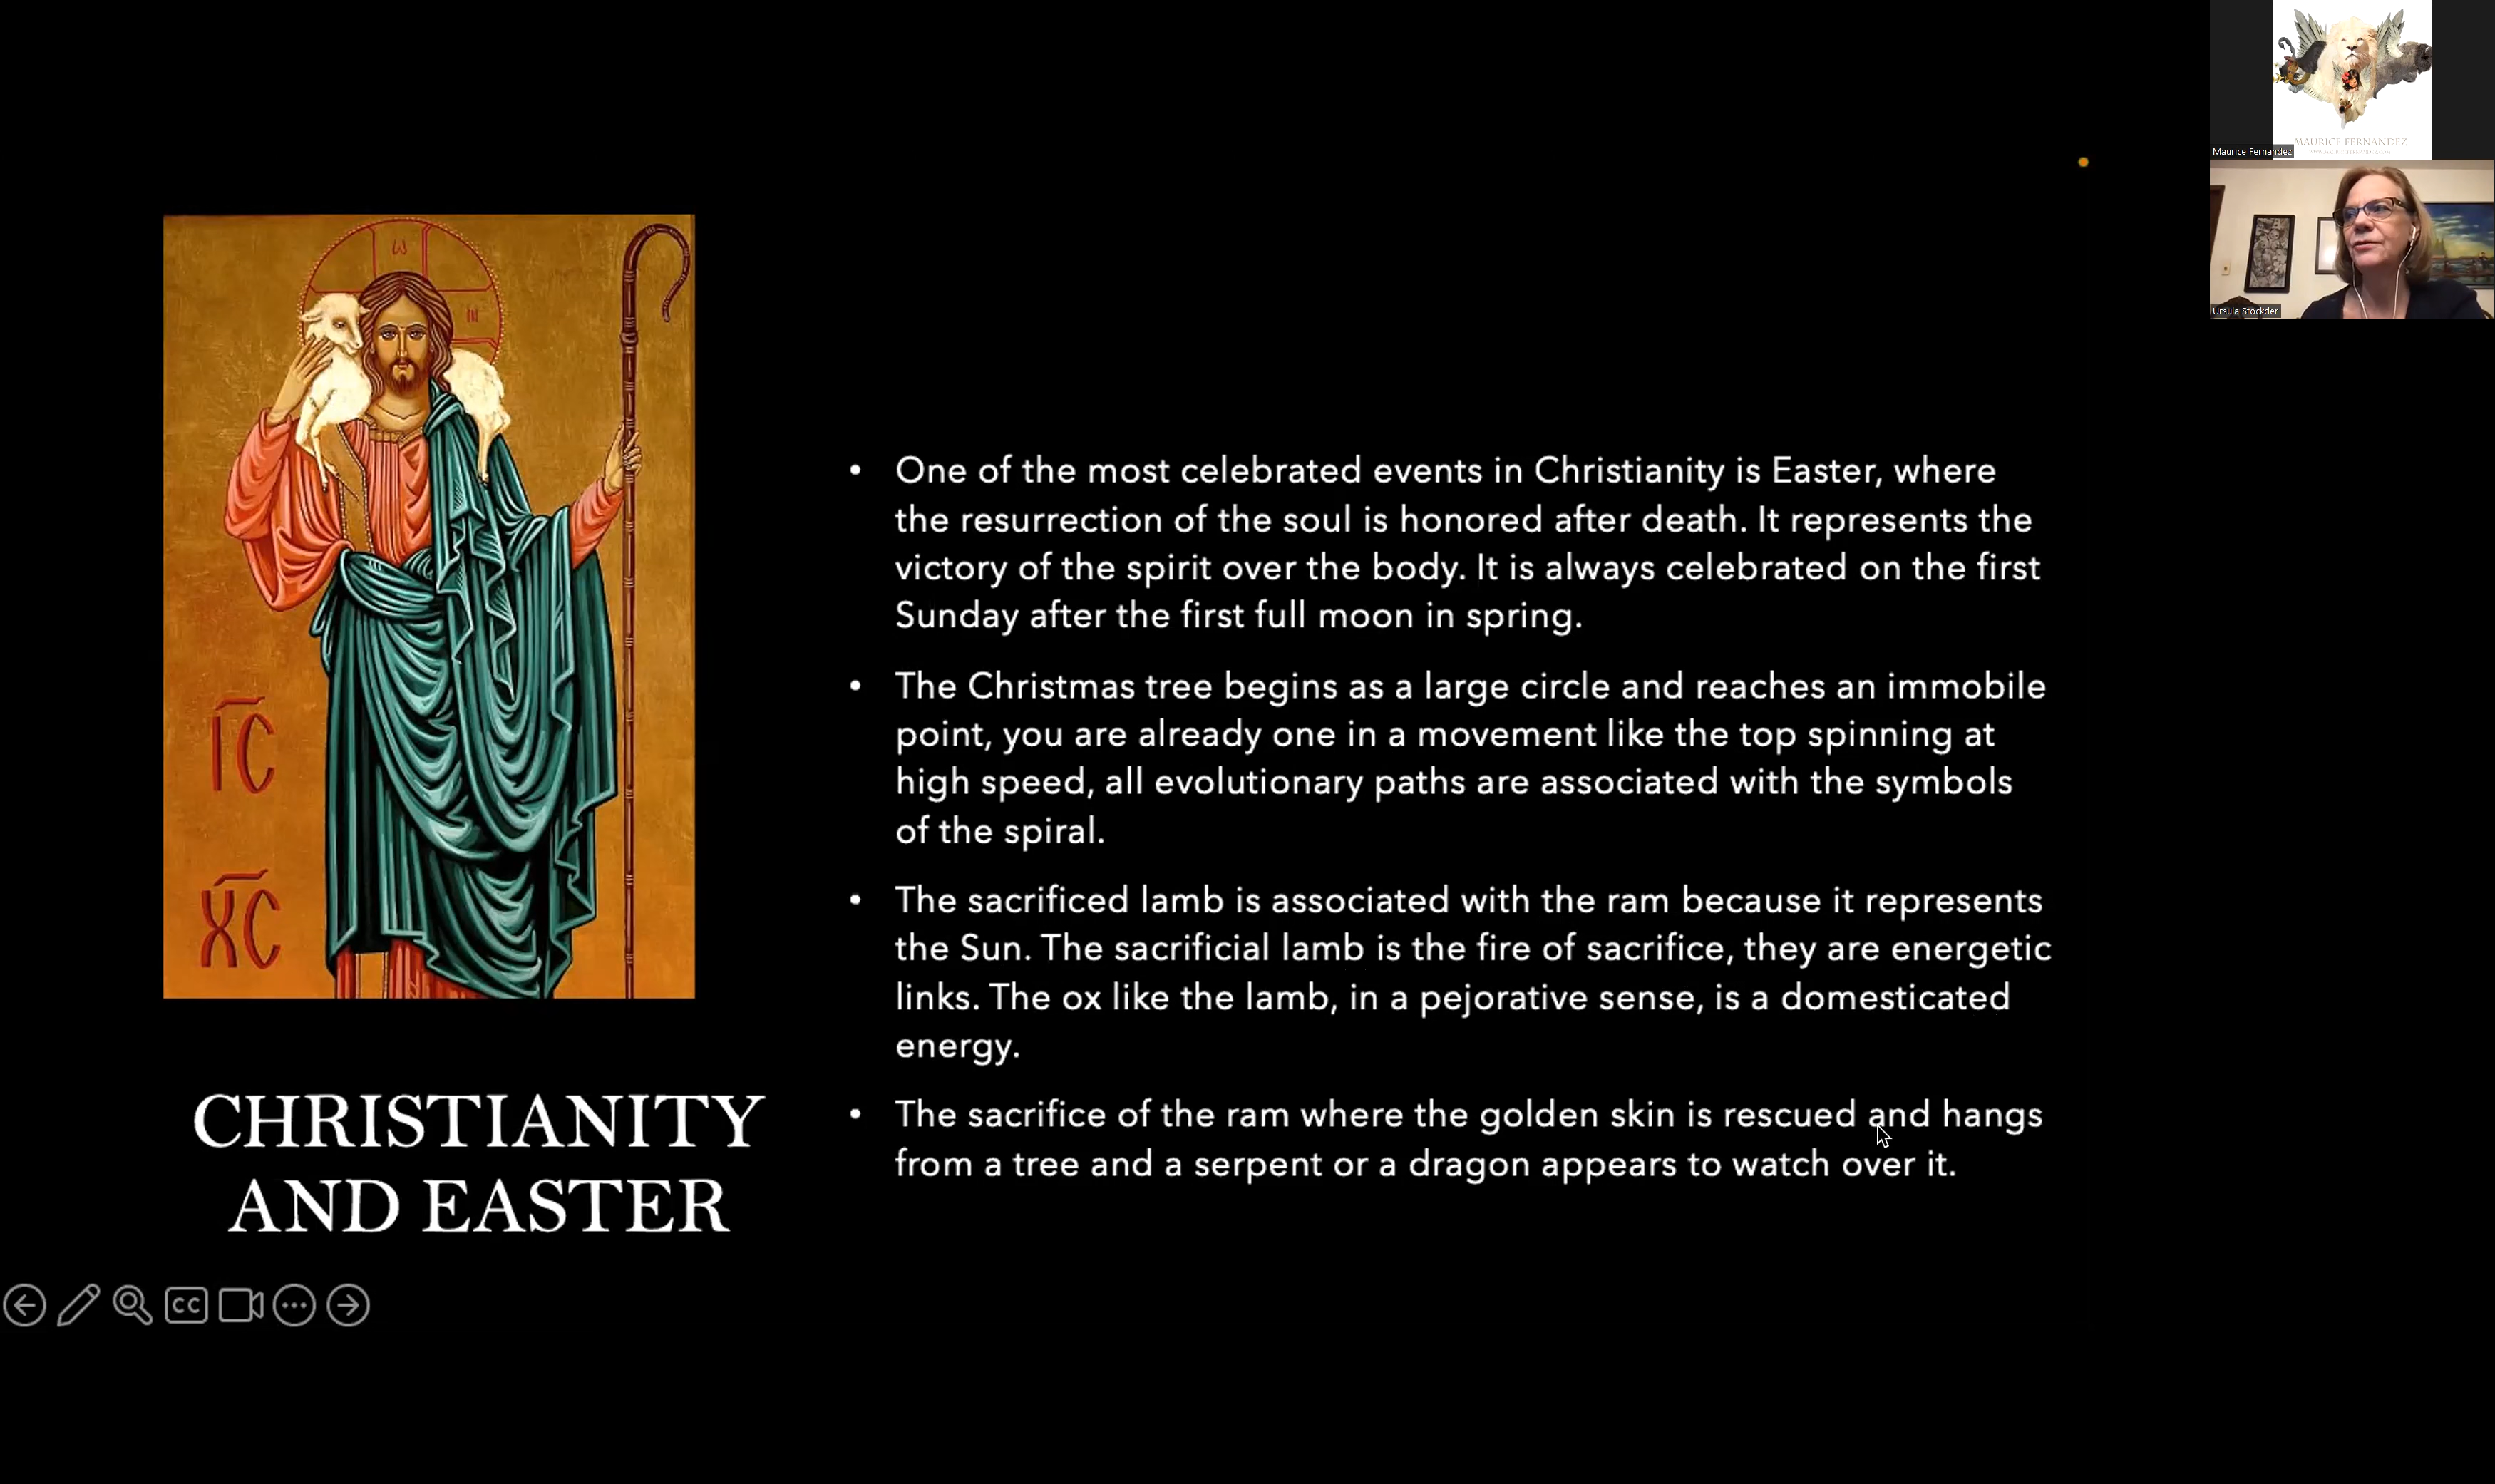 MAURICE FERNANDEZ
Maurice Fernandez
Ursula Stockder
ω
Н
ΙC
ΧC
CHRISTIANITY
AND EASTER
• One of the most celebrated events in Christianity is Easter, where
the resurrection of the soul is honored after death. It represents the
victory of the spirit over the body. It is always celebrated on the first
Sunday after the first full moon in spring.
• The Christmas tree begins as a large circle and reaches an immobile
point, you are already one in a movement like the top spinning at
high speed, all evolutionary paths are associated with the symbols
of the spiral.
• The sacrificed lamb is associated with the ram because it represents
the Sun. The sacrificial lamb is the fire of sacrifice, they are energetic
links. The ox like the lamb, in a pejorative sense, is a domesticated
energy.
• The sacrifice of the ram where the golden skin is rescued and hangs
from a tree and a serpent or a dragon appears to watch over it.
CC